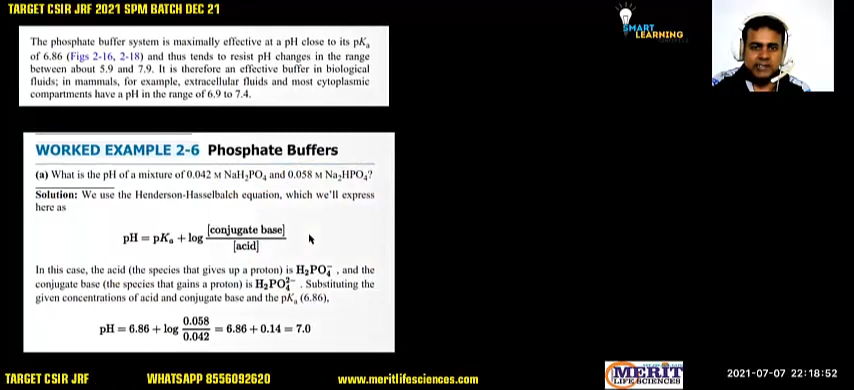 TARGET CSIR JRF 2021 SPM BATCH DEC 21
SMART
LEARNING
The phosphate buffer system is maximally effective at a pH close to its pKₐ
of 6.86 (Figs 2-16, 2-18) and thus tends to resist pH changes in the range
between about 5.9 and 7.9. It is therefore an effective buffer in biological
fluids; in mammals, for example, extracellular fluids and most cytoplasmic
compartments have a pH in the range of 6.9 to 7.4.
WORKED EXAMPLE 2-6 Phosphate Buffers
(a) What is the pH of a mixture of 0.042 M NaH₂PO₄ and 0.058 M Na₂HPO₄?
Solution: We use the Henderson-Hasselbalch equation, which we'll express
here as
pH = pKₐ + log [conjugate base] / [acid]
In this case, the acid (the species that gives up a proton) is H₂PO₄⁻, and the
conjugate base (the species that gains a proton) is H₂PO₄²⁻. Substituting the
given concentrations of acid and conjugate base and the pKₐ (6.86),
pH = 6.86 + log 0.058 / 0.042 = 6.86 + 0.14 = 7.0
TARGET CSIR JRF WHATSAPP 8556092620 www.meritlifesciences.com
MERIT
LIFE SCIENCES
2021-07-07 22:18:52